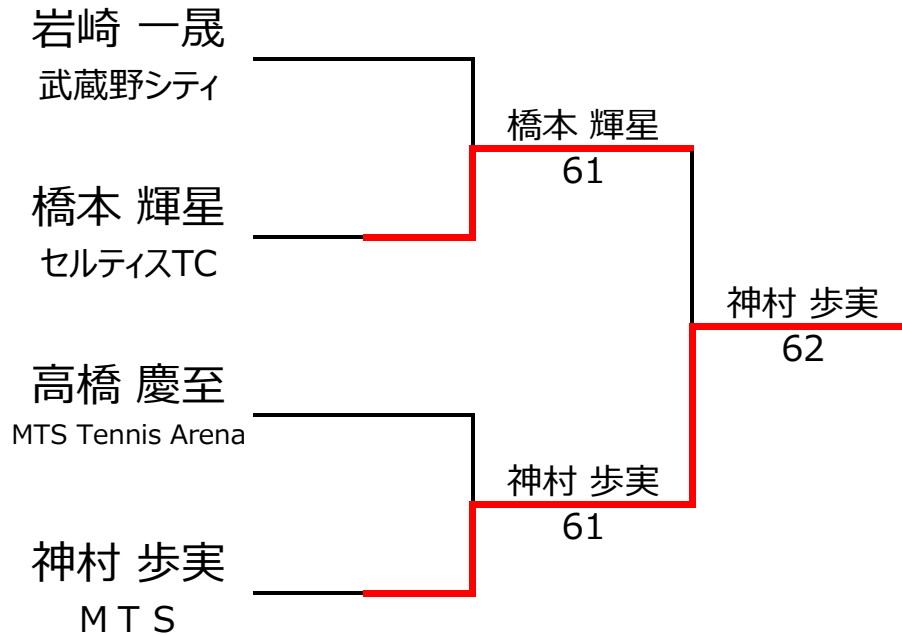 岩崎 一晟
武蔵野シティ
橋本 輝星
61
橋本 輝星
セルティスTC
神村 歩実
62
高橋 慶至
MTS Tennis Arena
神村 歩実
61
神村 歩実
ＭＴＳ